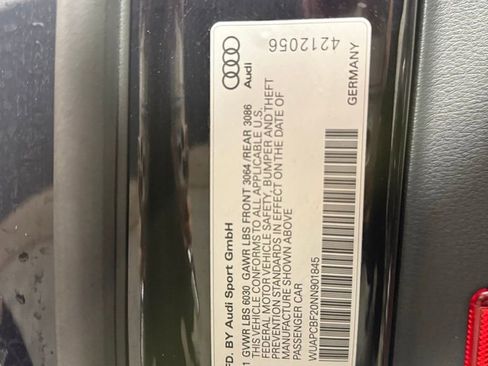 FD. BY Audi Sport GmbH
1 GVWR LBS 6030 GAWR LBS FRONT 3064/REAR 3086
THIS VEHICLE CONFORMS TO ALL APPLICABLE U.S.
FEDERAL MOTOR VEHICLE SAFETY, BUMPER AND THEFT
PREVENTION STANDARDS IN EFFECT ON THE DATE OF
MANUFACTURE SHOWN ABOVE
PASSENGER CAR
WUAPCBF20NN901845
Audi
4212056
GERMANY